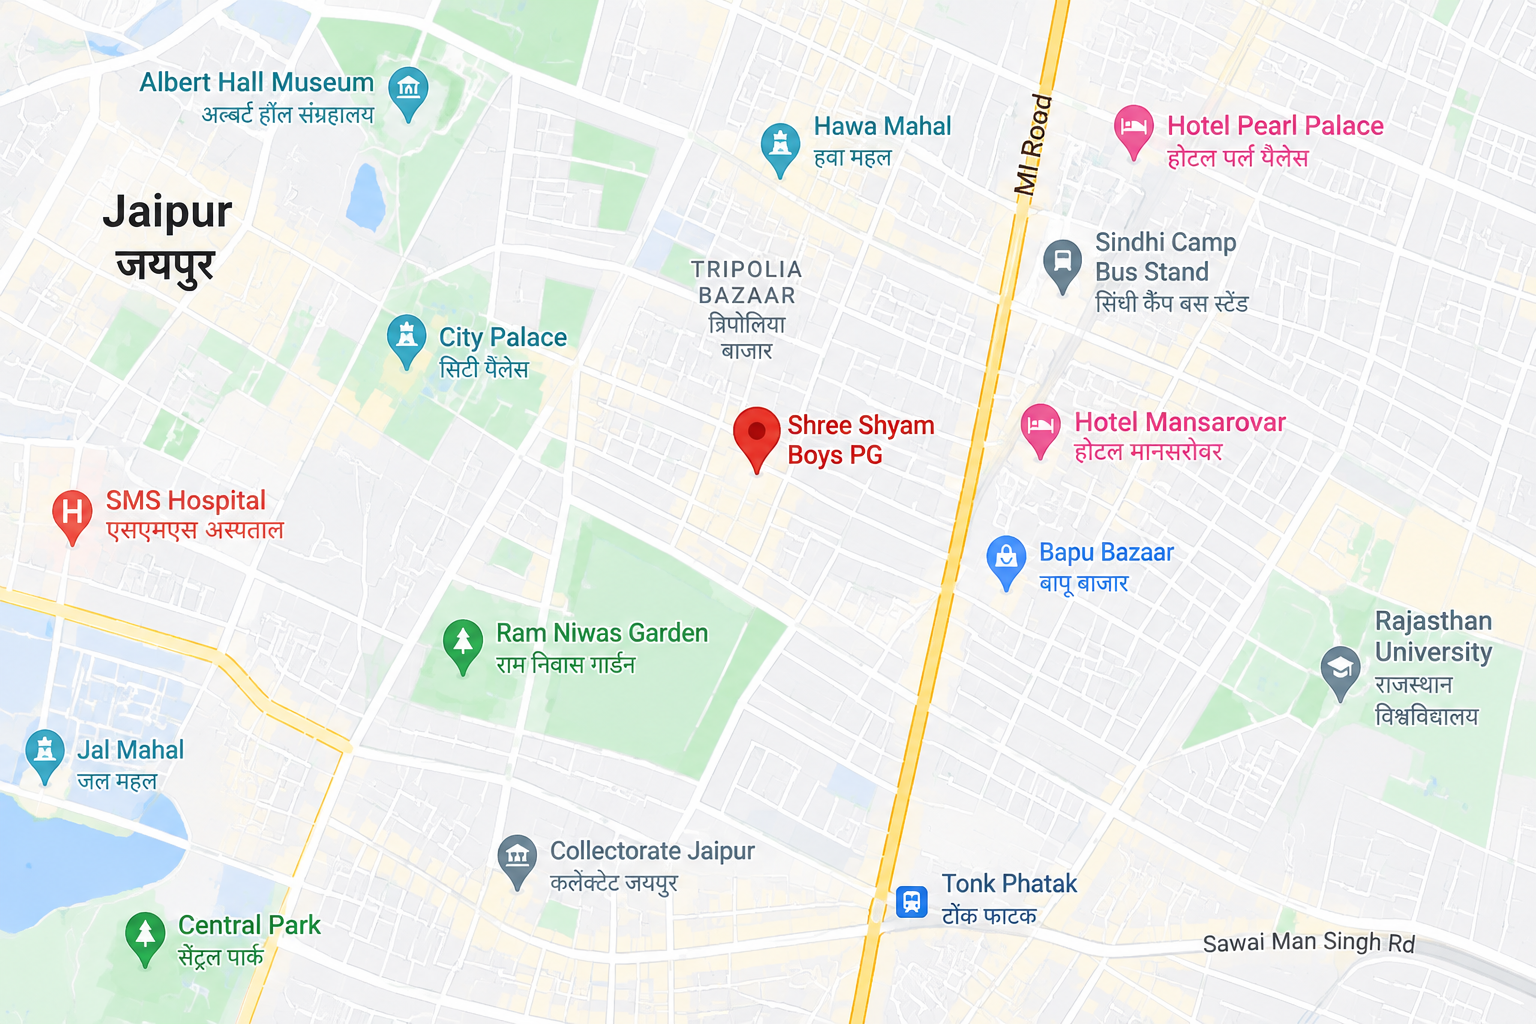 Albert Hall Museum
अल्बर्ट हॉल संग्रहालय
Hawa Mahal
हवा महल
MI Road
Hotel Pearl Palace
होटल पर्ल पैलेस
Jaipur
जयपुर
Sindhi Camp
Bus Stand
सिंधी कैंप बस स्टेंड
TRIPOLIA
BAZAAR
त्रिपोलिया
बाजार
City Palace
सिटी पैलेस
Shree Shyam
Boys PG
Hotel Mansarovar
होटल मानसरोवर
SMS Hospital
एसएमएस अस्पताल
H
Bapu Bazaar
बापू बाजार
Ram Niwas Garden
राम निवास गार्डन
Rajasthan
University
राजस्थान
विश्वविद्यालय
Jal Mahal
जल महल
Collectorate Jaipur
कलेक्टेट जयपुर
Tonk Phatak
टोंक फाटक
Central Park
सेंट्रल पार्क
Sawai Man Singh Rd